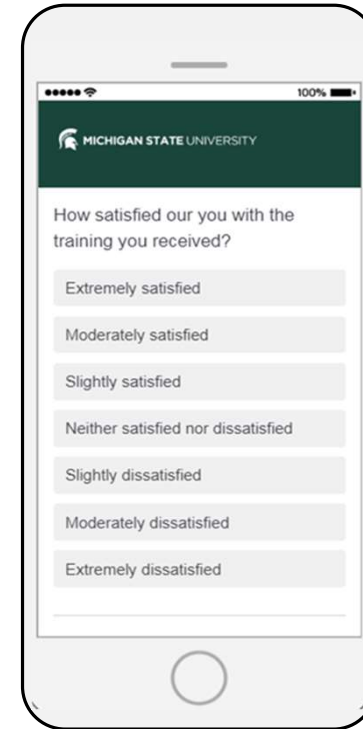 100%
MICHIGAN STATE UNIVERSITY
How satisfied our you with the
training you received?
Extremely satisfied
Moderately satisfied
Slightly satisfied
Neither satisfied nor dissatisfied
Slightly dissatisfied
Moderately dissatisfied
Extremely dissatisfied